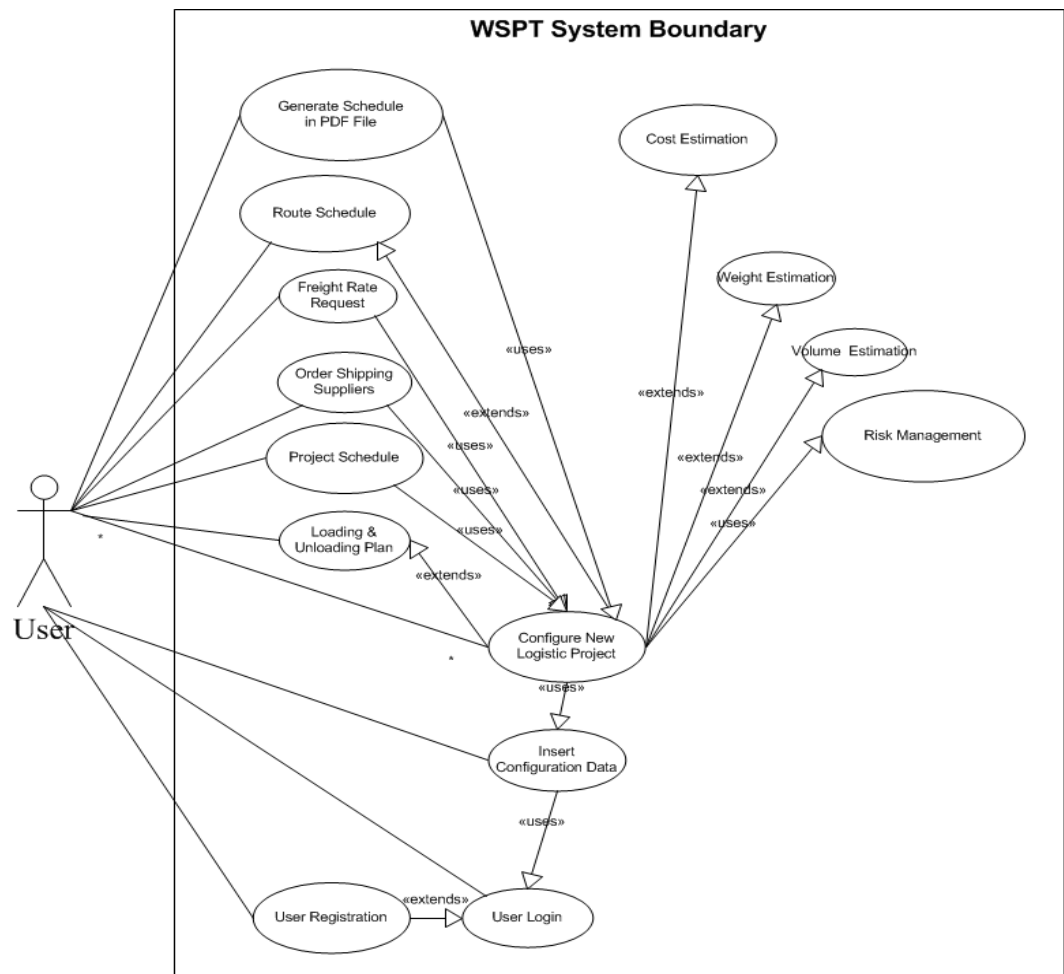 WSPT System Boundary
Generate Schedule
in PDF File
Cost Estimation
Route Schedule
Weight Estimation
Freight Rate
Request
Volume Estimation
«uses»
Order Shipping
Suppliers
«extends»
«extends»
Risk Management
«uses»
Project Schedule
«extends»
«uses»
«extends»
«uses»
«uses»
Loading &
Unloading Plan
*
«extends»
User
Configure New
Logistic Project
*
«uses»
Insert
Configuration Data
«uses»
«extends»
User Registration
User Login